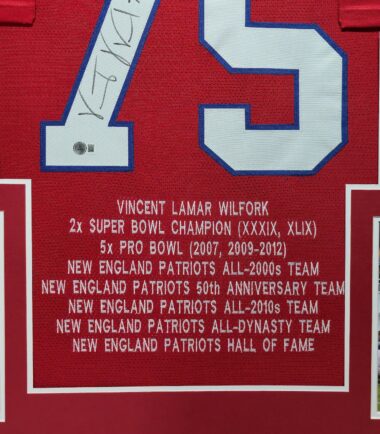 75
VINCENT LAMAR WILFORK
2x SUPER BOWL CHAMPION (XXXIX, XLIX)
5x PRO BOWL (2007, 2009-2012)
NEW ENGLAND PATRIOTS ALL-2000s TEAM
NEW ENGLAND PATRIOTS 50th ANNIVERSARY TEAM
NEW ENGLAND PATRIOTS ALL-2010s TEAM
NEW ENGLAND PATRIOTS ALL-DYNASTY TEAM
NEW ENGLAND PATRIOTS HALL OF FAME